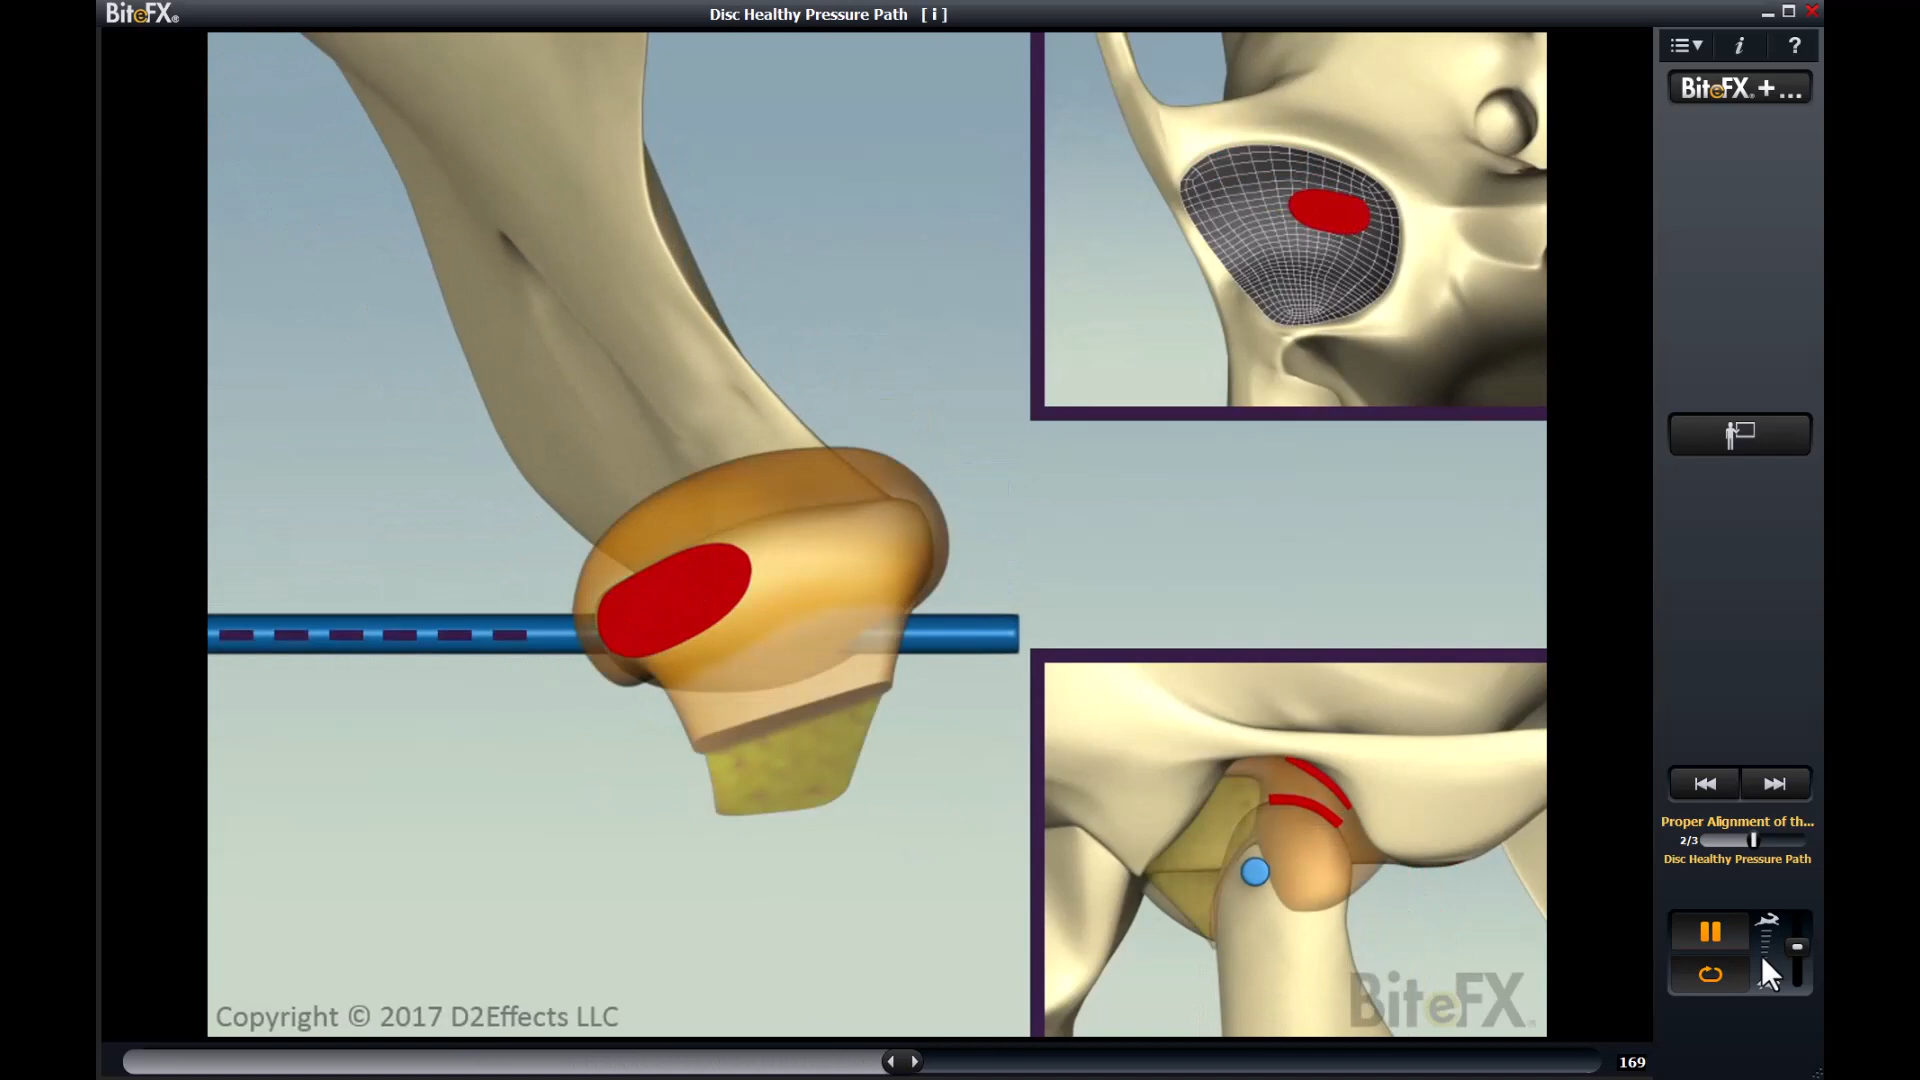 BiteFX®
Disc Healthy Pressure Path [ i ]
i
?
BiteFX®+...
Proper Alignment of th...
2/3
Disc Healthy Pressure Path
Copyright © 2017 D2Effects LLC
BiteFX®
169